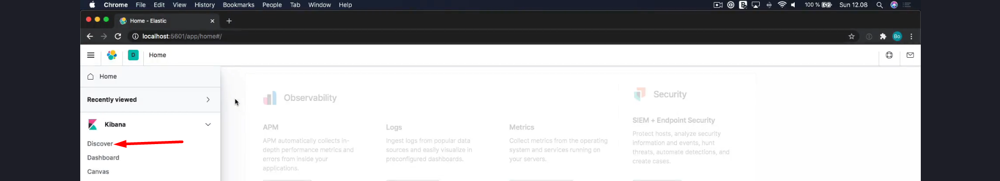 Chrome File Edit View History Bookmarks People Tab Window Help 100 % Sun 12.08
Home - Elastic
localhost:5601/app/home#/ Bo
D Home
Home
Recently viewed
Kibana
Discover
Dashboard
Canvas
Observability
APM
APM automatically collects in-
depth performance metrics and
errors from inside your
applications.
Logs
Ingest logs from popular data
sources and easily visualize in
preconfigured dashboards.
Metrics
Collect metrics from the operating
system and services running on
your servers.
Security
SIEM + Endpoint Security
Protect hosts, analyze security
information and events, hunt
threats, automate detections, and
create cases.